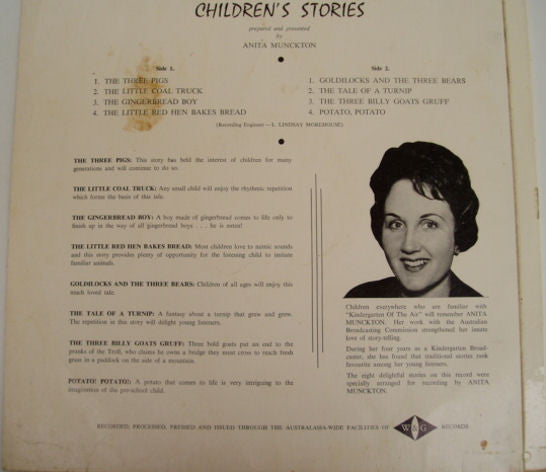 CHILDREN'S STORIES
prepared and presented
by
ANITA MUNCKTON
Side 1.
1. THE THREE PIGS
2. THE LITTLE COAL TRUCK
3. THE GINGERBREAD BOY
4. THE LITTLE RED HEN BAKES BREAD
Side 2.
1. GOLDILOCKS AND THE THREE BEARS
2. THE TALE OF A TURNIP
3. THE THREE BILLY GOATS GRUFF
4. POTATO, POTATO
(Recording Engineer—L. LINDSAY MOREHOUSE)
THE THREE PIGS: This story has held the interest of children for many
generations and will continue to do so.
THE LITTLE COAL TRUCK: Any small child will enjoy the rhythmic repetition
which forms the basis of this tale.
THE GINGERBREAD BOY: A boy made of gingerbread comes to life only to
finish up in the way of all gingerbread boys . . . he is eaten!
THE LITTLE RED HEN BAKES BREAD: Most children love to mimic sounds
and this story provides plenty of opportunity for the listening child to imitate
familiar animals.
GOLDILOCKS AND THE THREE BEARS: Children of all ages will enjoy this
much loved tale.
THE TALE OF A TURNIP: A fantasy about a turnip that grew and grew.
The repetition in this story will delight young listeners.
THE THREE BILLY GOATS GRUFF: Three bold goats put an end to the
pranks of the Troll, who claims he owns a bridge they must cross to reach fresh
grass in a paddock on the side of a mountain.
POTATO! POTATO!: A potato that comes to life is very intriguing to the
imagination of the pre-school child.
Children everywhere who are familiar with
"Kindergarten Of The Air" will remember ANITA
MUNCKTON. Her work with the Australian
Broadcasting Commission strengthened her innate
love of story-telling.
During her four years as a Kindergarten Broad-
caster, she has found that traditional stories rank
favourite among her young listeners.
The eight delightful stories on this record were
specially arranged for recording by ANITA
MUNCKTON.
RECORDED, PROCESSED, PRESSED AND ISSUED THROUGH THE AUSTRALASIA-WIDE FACILITIES OF W&G RECORDS